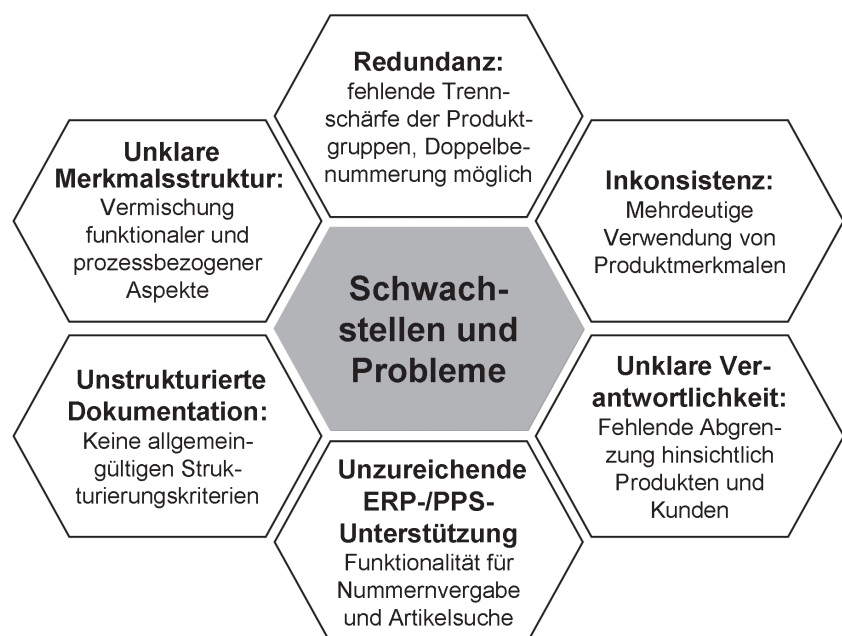 Redundanz:
fehlende Trenn-
schärfe der Produkt-
gruppen, Doppelbe-
nummerung möglich
Unklare
Merkmalsstruktur:
Vermischung
funktionaler und
prozessbezogener
Aspekte
Inkonsistenz:
Mehrdeutige
Verwendung von
Produktmerkmalen
Schwach-
stellen und
Probleme
Unstrukturierte
Dokumentation:
Keine allgemein-
gültigen Struk-
turierungskriterien
Unklare Ver-
antwortlichkeit:
Fehlende Abgren-
zung hinsichtlich
Produkten und
Kunden
Unzureichende
ERP-/PPS-
Unterstützung
Funktionalität für
Nummernvergabe
und Artikelsuche